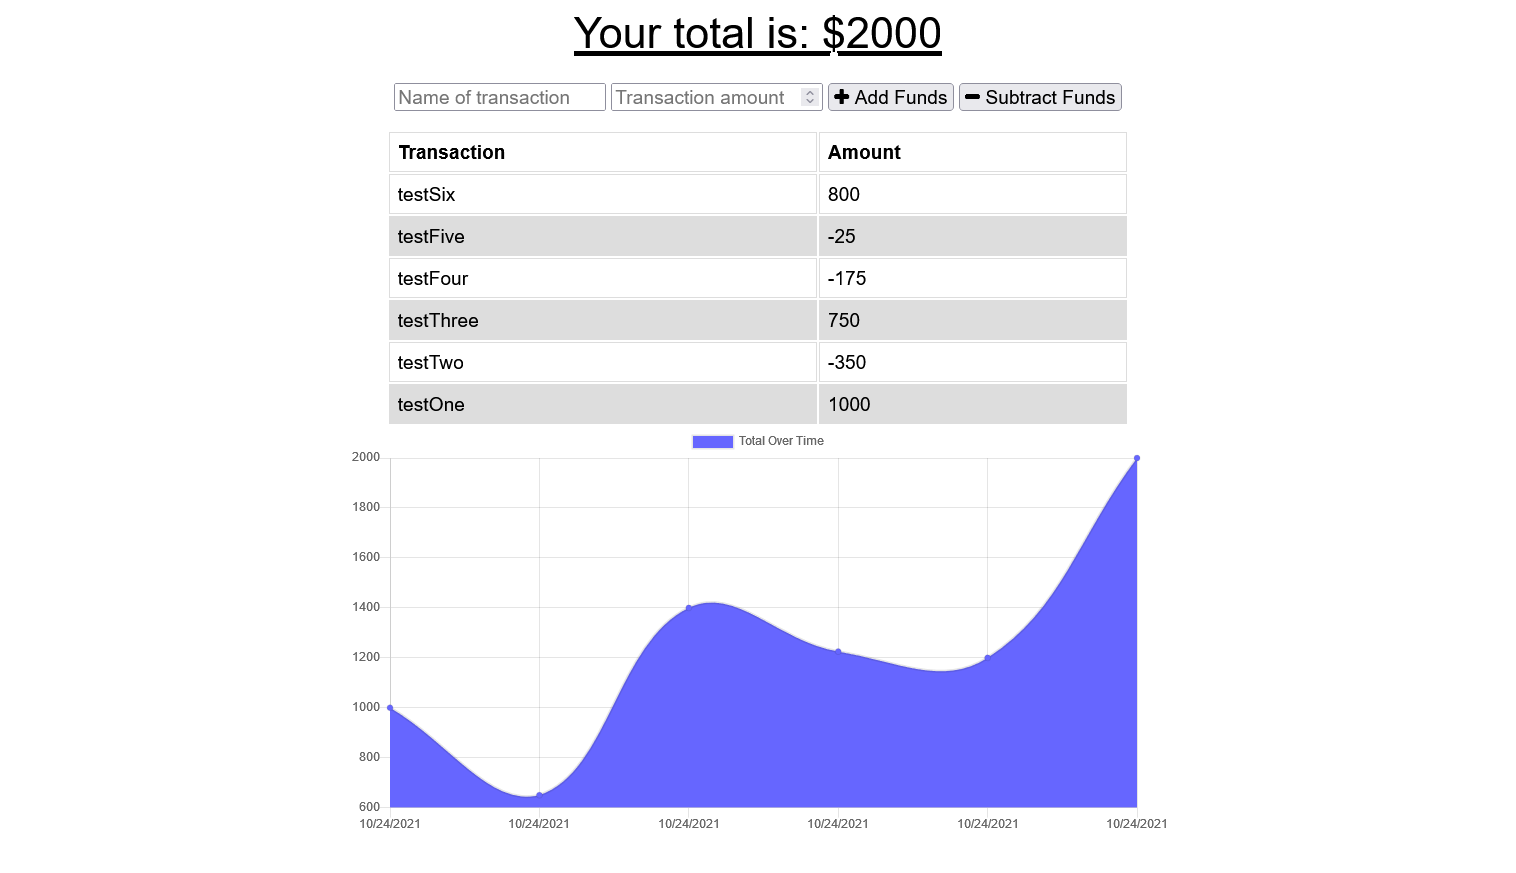 Your total is: $2000
Name of transaction Transaction amount Add Funds Subtract Funds
Transaction Amount
testSix 800
testFive -25
testFour -175
testThree 750
testTwo -350
testOne 1000
Total Over Time
2000
1800
1600
1400
1200
1000
800
600
10/24/2021 10/24/2021 10/24/2021 10/24/2021 10/24/2021 10/24/2021